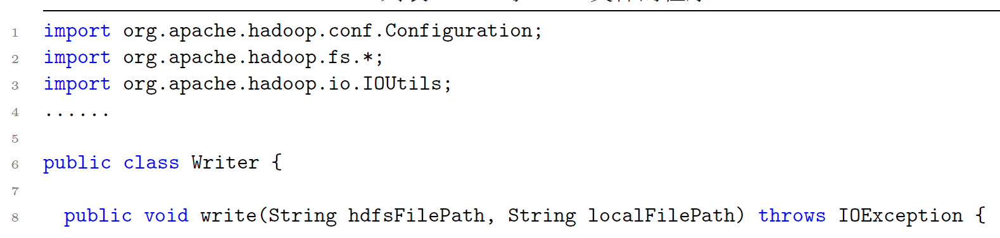 1 import org.apache.hadoop.conf.Configuration;
2 import org.apache.hadoop.fs.*;
3 import org.apache.hadoop.io.IOUtils;
4 ......
5
6 public class Writer {
7
8 public void write(String hdfsFilePath, String localFilePath) throws IOException {